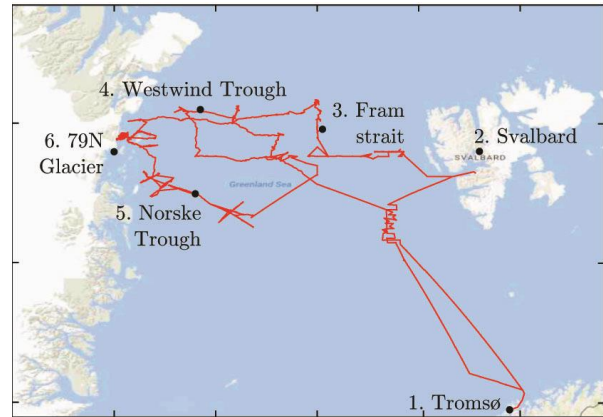 4. Westwind Trough
3. Fram
strait
2. Svalbard
SVALBARD
6. 79N
Glacier
Greenland Sea
5. Norske
Trough
1. Tromsø